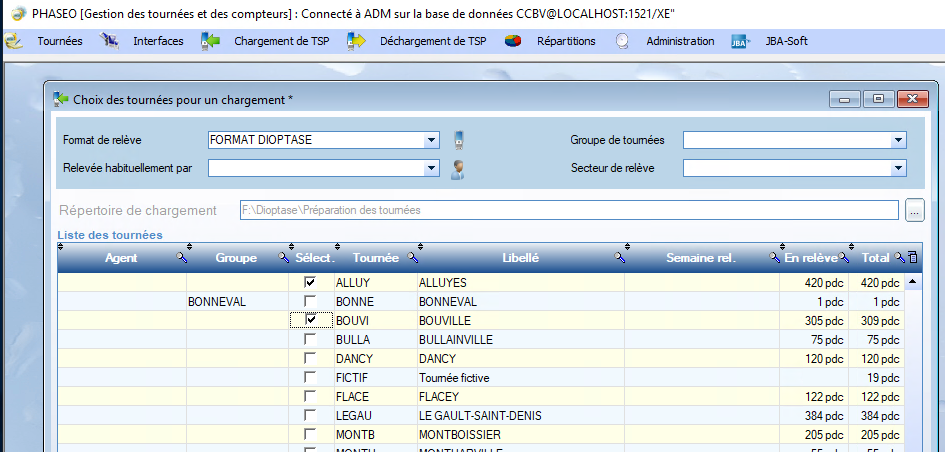 PHASEO [Gestion des tournées et des compteurs] : Connecté à ADM sur la base de données CCBV@LOCALHOST:1521/XE"
Tournées Interfaces Chargement de TSP Déchargement de TSP Répartitions Administration JBA JBA-Soft
Choix des tournées pour un chargement *
Format de relève FORMAT DIOPTASE Groupe de tournées
Relevée habituellement par Secteur de relève
Répertoire de chargement F:\Dioptase\Préparation des tournées ...
Liste des tournées
Agent Groupe Sélect. Tournée Libellé Semaine rel. En relève Total
ALLUY ALLUYES 420 pdc 420 pdc
BONNEVAL BONNE BONNEVAL 1 pdc 1 pdc
BOUVI BOUVILLE 305 pdc 309 pdc
BULLA BULLAINVILLE 75 pdc 75 pdc
DANCY DANCY 120 pdc 120 pdc
FICTIF Tournée fictive 19 pdc
FLACE FLACEY 122 pdc 122 pdc
LEGAU LE GAULT-SAINT-DENIS 384 pdc 384 pdc
MONTB MONTBOISSIER 205 pdc 205 pdc